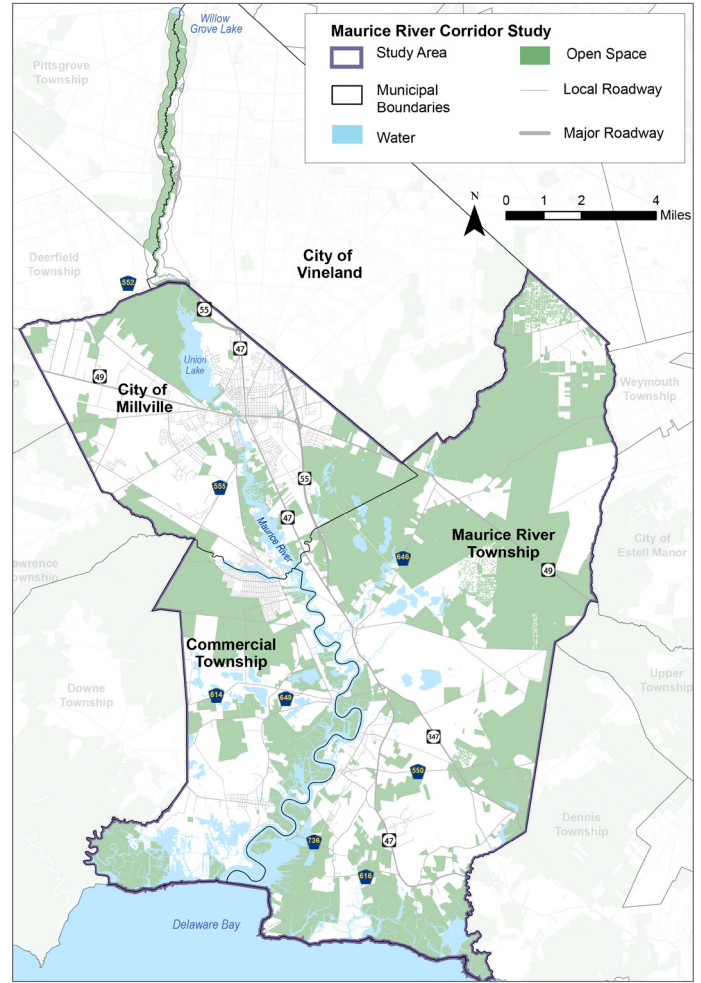 Willow
Grove Lake
Maurice River Corridor Study
Study Area
Open Space
Municipal
Boundaries
Local Roadway
Water
Major Roadway
Pittsgrove
Township
N
0 1 2 4
Miles
Deerfield
Township
City of
Vineland
552
55
47
49
Union
Lake
City of
Millville
Weymouth
Township
555
55
47
Maurice River
Maurice River
Township
646
49
City of
Estell Manor
awrence
ownship
p
Commercial
Township
614
649
Downe
Township
Upper
Township
347
550
Dennis
Township
736
47
616
Delaware Bay